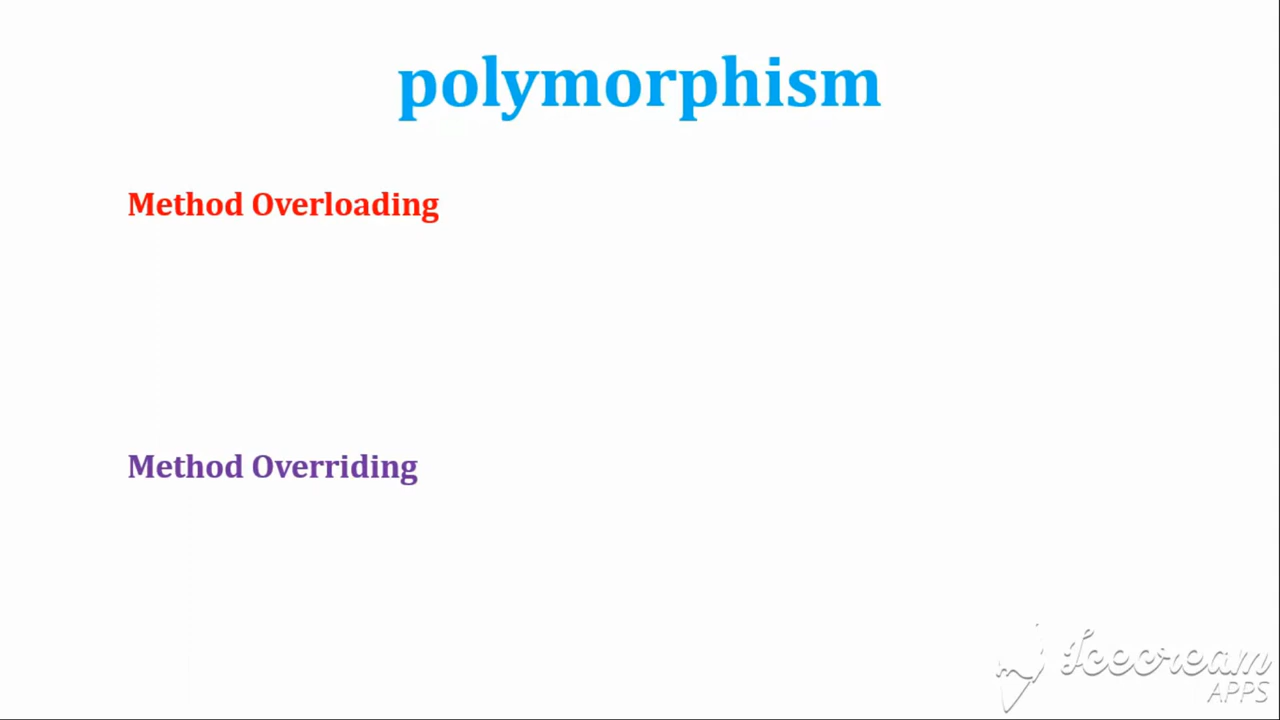 polymorphism
Method Overloading
Method Overriding
Icecream
APPS